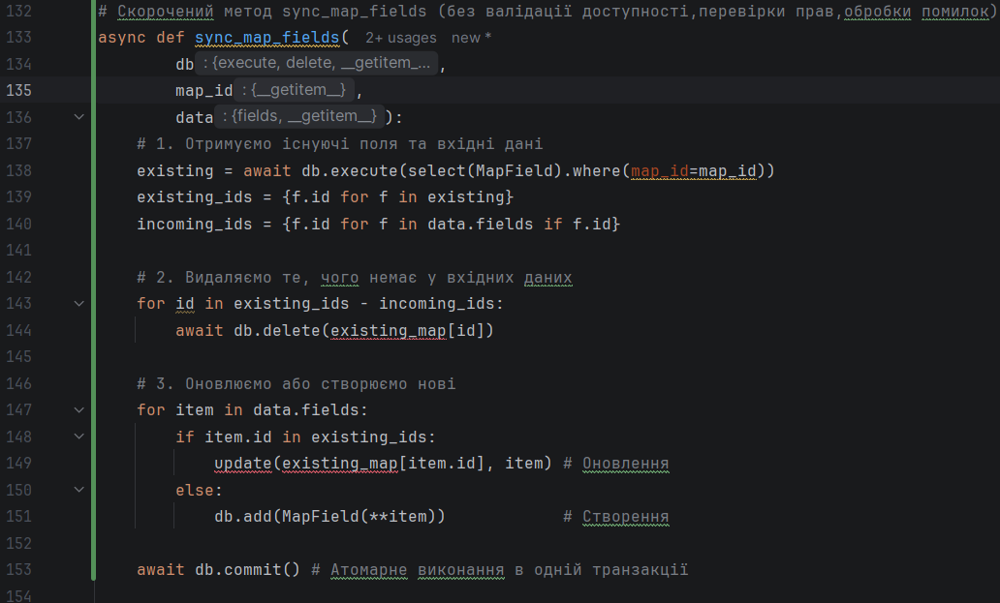 132 # Скорочений метод sync_map_fields (без валідації доступності,перевірки прав,обробки помилок)
133 async def sync_map_fields( 2+ usages new *
134 db : {execute, delete, __getitem_... ,
135 map_id : {__getitem__} ,
136 data : {fields, __getitem__} ):
137 # 1. Отримуємо існуючі поля та вхідні дані
138 existing = await db.execute(select(MapField).where(map_id=map_id))
139 existing_ids = {f.id for f in existing}
140 incoming_ids = {f.id for f in data.fields if f.id}
141
142 # 2. Видаляємо те, чого немає у вхідних даних
143 for id in existing_ids - incoming_ids:
144 await db.delete(existing_map[id])
145
146 # 3. Оновлюємо або створюємо нові
147 for item in data.fields:
148 if item.id in existing_ids:
149 update(existing_map[item.id], item) # Оновлення
150 else:
151 db.add(MapField(**item)) # Створення
152
153 await db.commit() # Атомарне виконання в одній транзакції
154